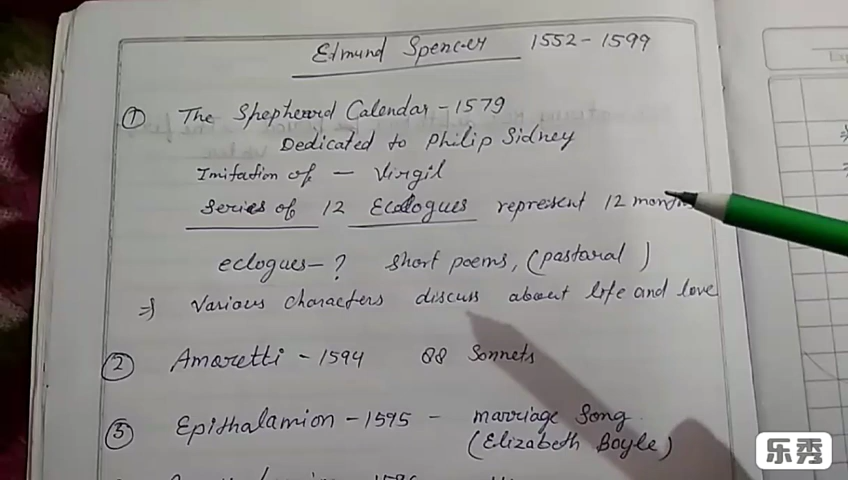 Edmund Spencer 1552-1599
① The Shepherd Calendar - 1579
Dedicated to Philip Sidney
Imitation of - Virgil
Series of 12 Ecologues represent 12 months
eclogues - ? short poems, (pastoral)
⇒ Various characters discuss about life and love
② Amoretti - 1594 88 Sonnets
③ Epithalamion - 1595 - marriage song
(Elizabeth Boyle)
乐秀